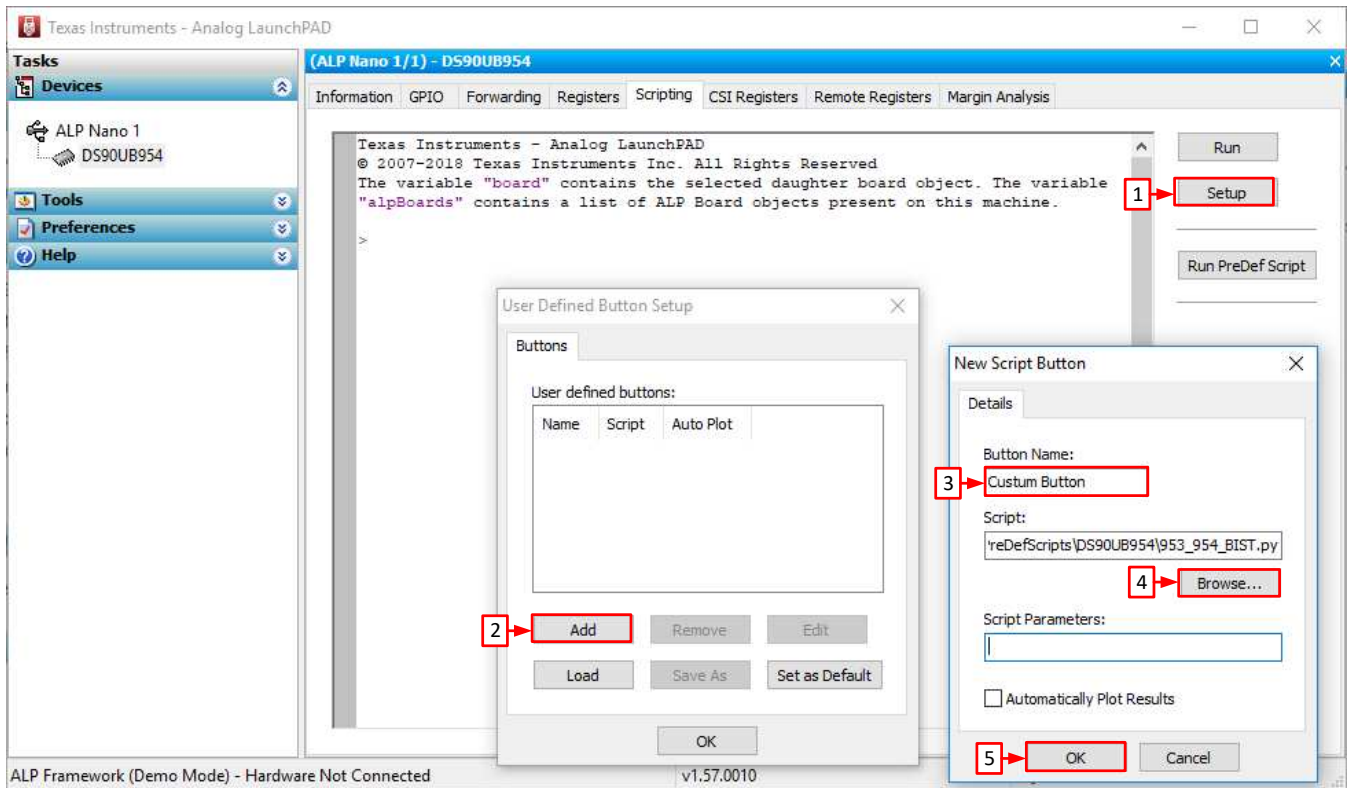 Texas Instruments - Analog LaunchPAD
Tasks
(ALP Nano 1/1) - DS90UB954
Devices
Information GPIO Forwarding Registers Scripting CSI Registers Remote Registers Margin Analysis
ALP Nano 1
DS90UB954
Tools
Preferences
Help
Texas Instruments - Analog LaunchPAD
© 2007-2018 Texas Instruments Inc. All Rights Reserved
The variable "board" contains the selected daughter board object. The variable
"alpBoards" contains a list of ALP Board objects present on this machine.
>
Run
1
Setup
Run PreDef Script
User Defined Button Setup
Buttons
User defined buttons:
Name Script Auto Plot
2
Add Remove Edit
Load Save As Set as Default
OK
New Script Button
Details
Button Name:
3
Custum Button
Script:
'reDefScripts\DS90UB954\953_954_BIST.py
4
Browse...
Script Parameters:
Automatically Plot Results
5
OK Cancel
ALP Framework (Demo Mode) - Hardware Not Connected
v1.57.0010